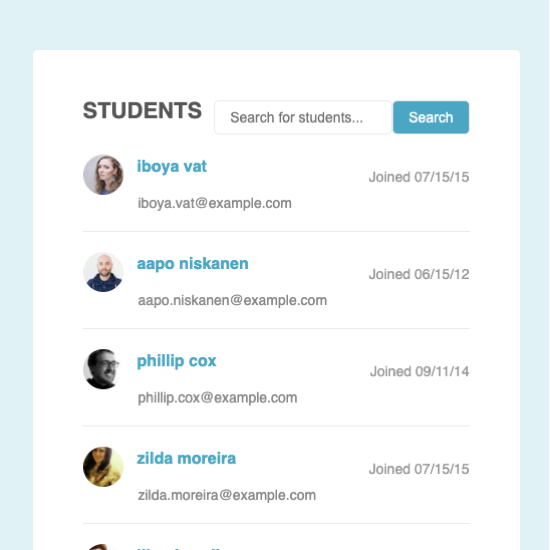 STUDENTS
Search for students...
Search
iboya vat
Joined 07/15/15
iboya.vat@example.com
aapo niskanen
Joined 06/15/12
aapo.niskanen@example.com
phillip cox
Joined 09/11/14
phillip.cox@example.com
zilda moreira
Joined 07/15/15
zilda.moreira@example.com